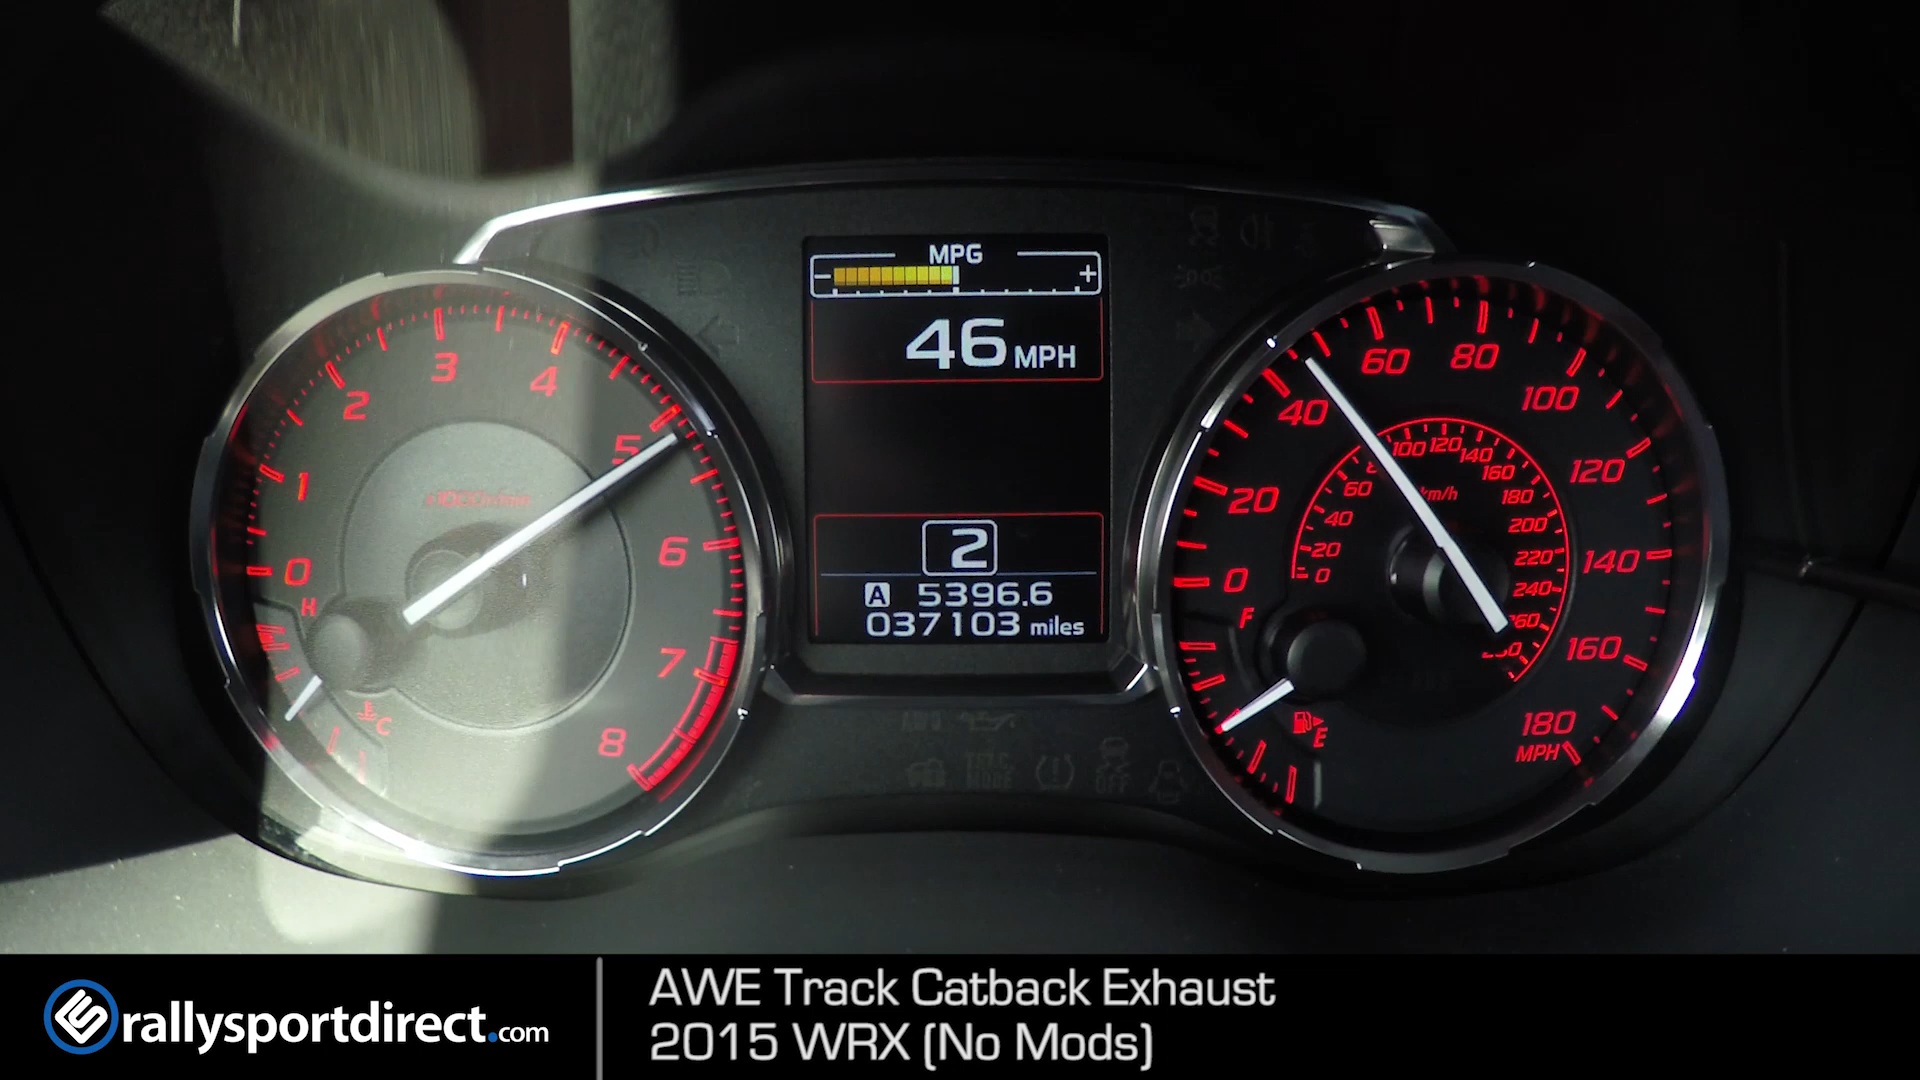 MPG
- +
46 MPH
2
A 5396.6
037103 miles
0
1
2
3
4
5
6
7
8
H
C
0
20
40
60
80
100
120
140
160
180
MPH
F
E
km/h
0
20
40
60
100
120
140
160
180
200
220
240
rallysportdirect.com
AWE Track Catback Exhaust
2015 WRX (No Mods)